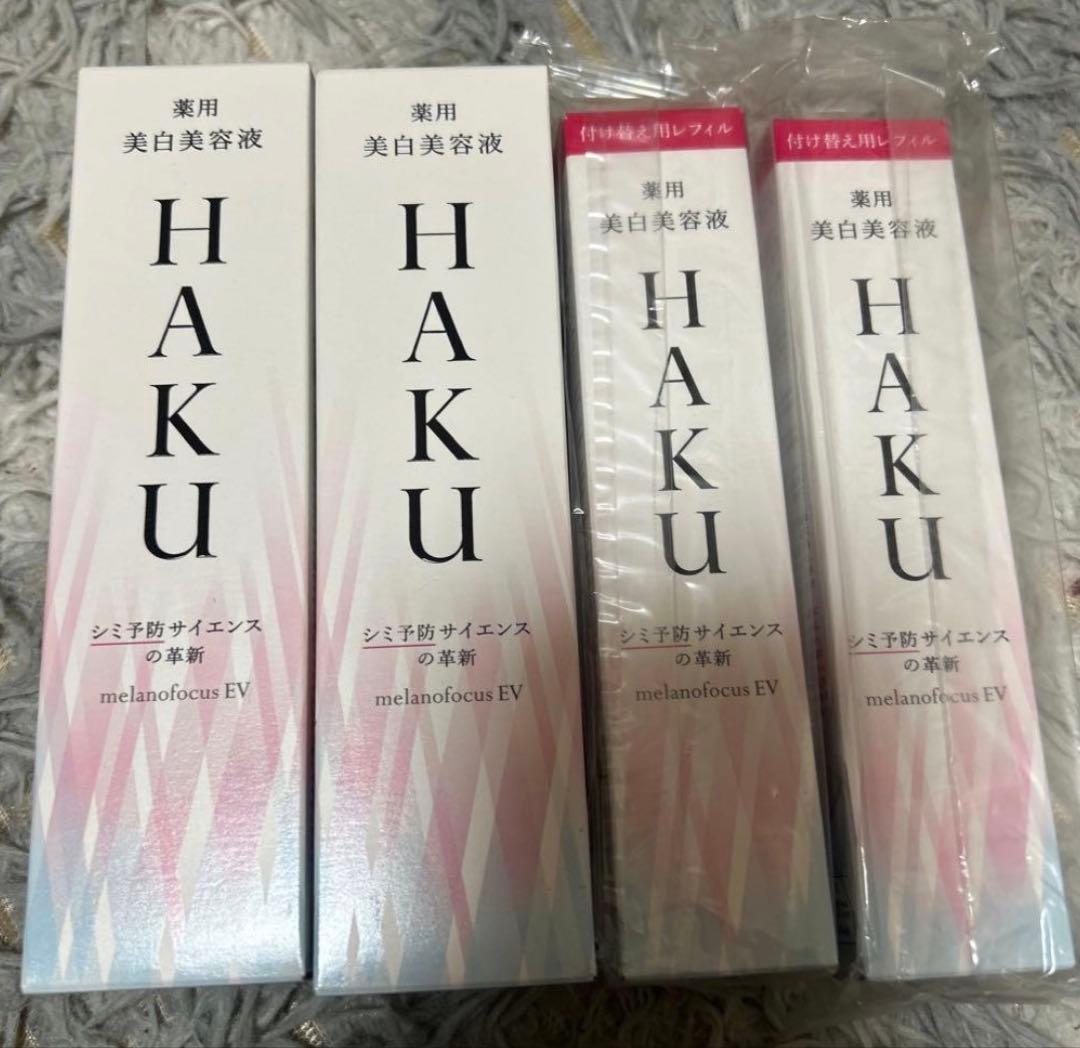 薬用
美白美容液
HAKU
シミ予防サイエンス
の革新
melanofocus EV
薬用
美白美容液
HAKU
シミ予防サイエンス
の革新
melanofocus EV
付け替え用レフィル
薬用
美白美容液
HAKU
シミ予防サイエンス
の革新
melanofocus EV
付け替え用レフィル
薬用
美白美容液
HAKU
シミ予防サイエンス
の革新
melanofocus EV